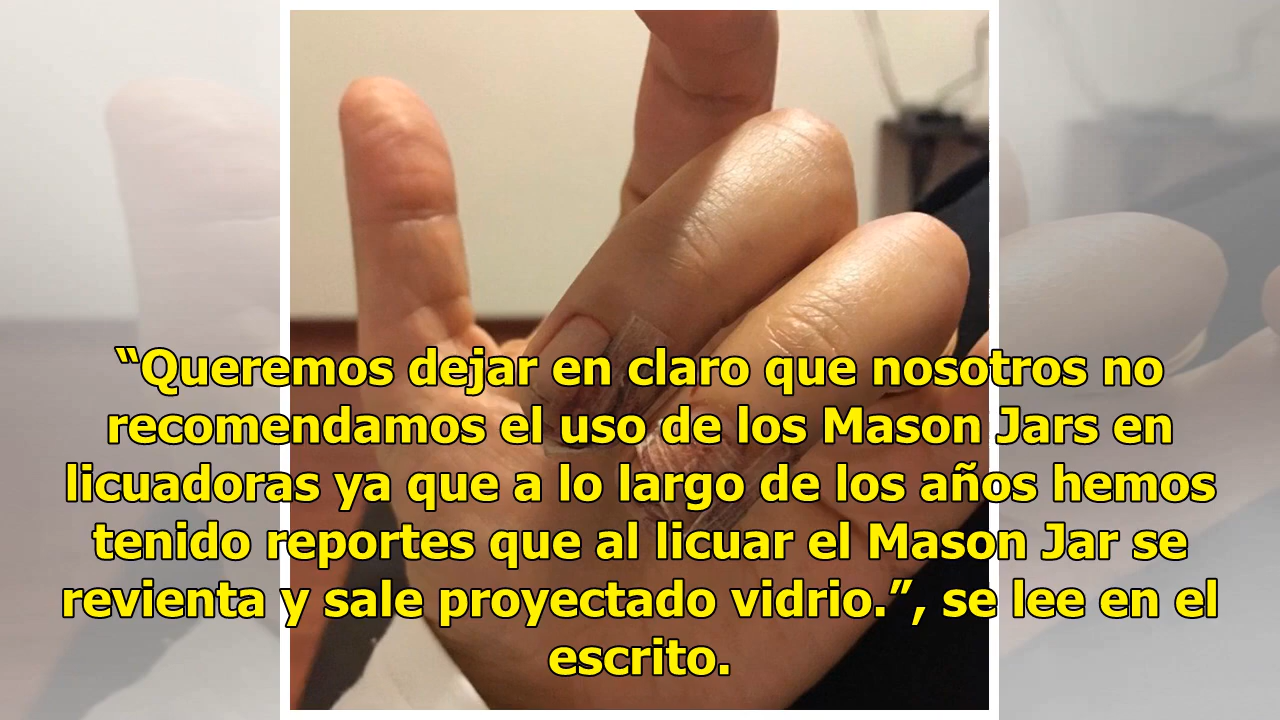 “Queremos dejar en claro que nosotros no
recomendamos el uso de los Mason Jars en
licuadoras ya que a lo largo de los años hemos
tenido reportes que al licuar el Mason Jar se
revienta y sale proyectado vidrio.”, se lee en el
escrito.